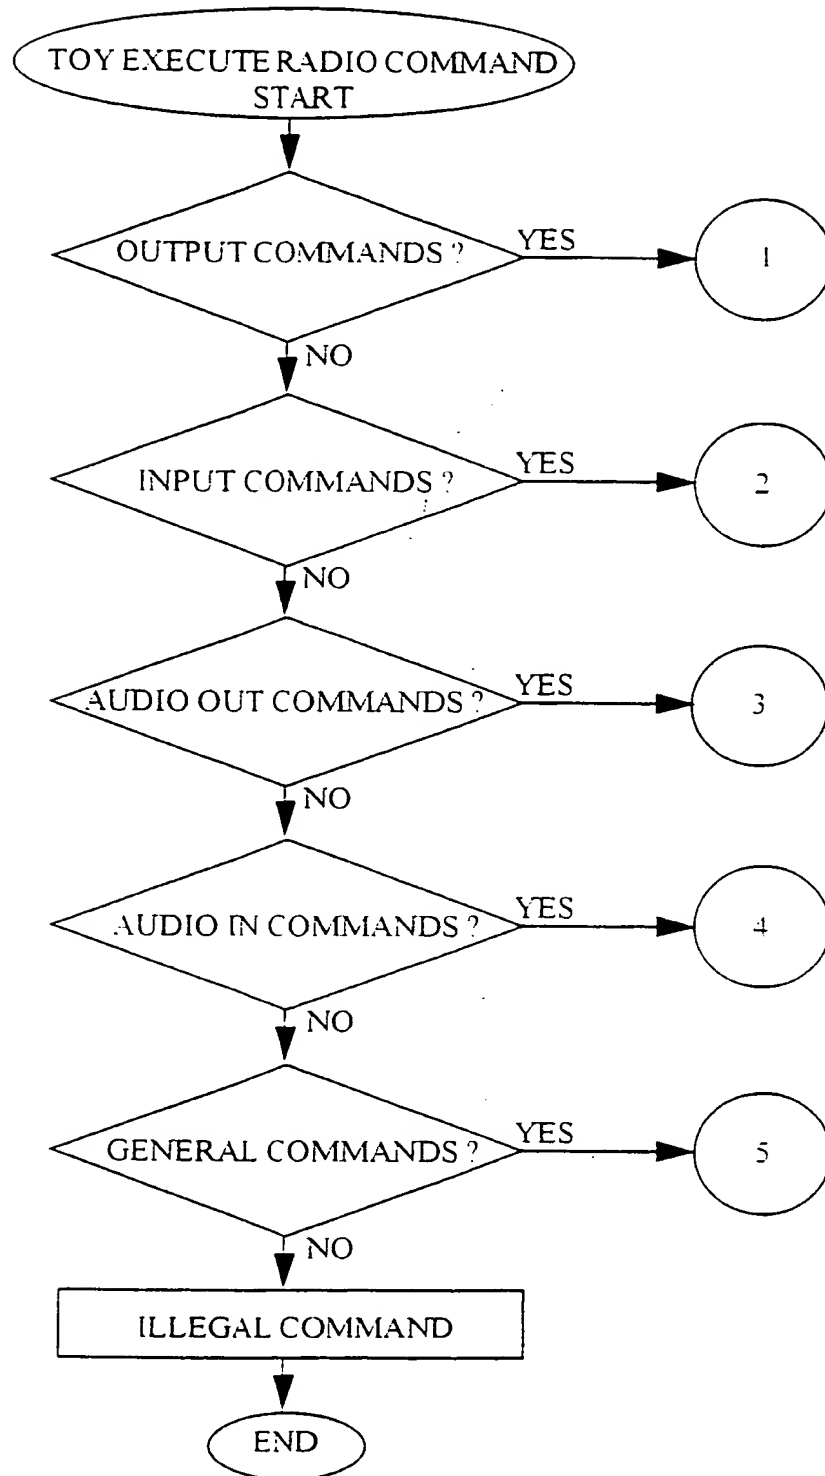 TOY EXECUTE RADIO COMMAND
START
OUTPUT COMMANDS ?
YES
1
NO
INPUT COMMANDS ?
YES
2
NO
AUDIO OUT COMMANDS ?
YES
3
NO
AUDIO IN COMMANDS ?
YES
4
NO
GENERAL COMMANDS ?
YES
5
NO
ILLEGAL COMMAND
END